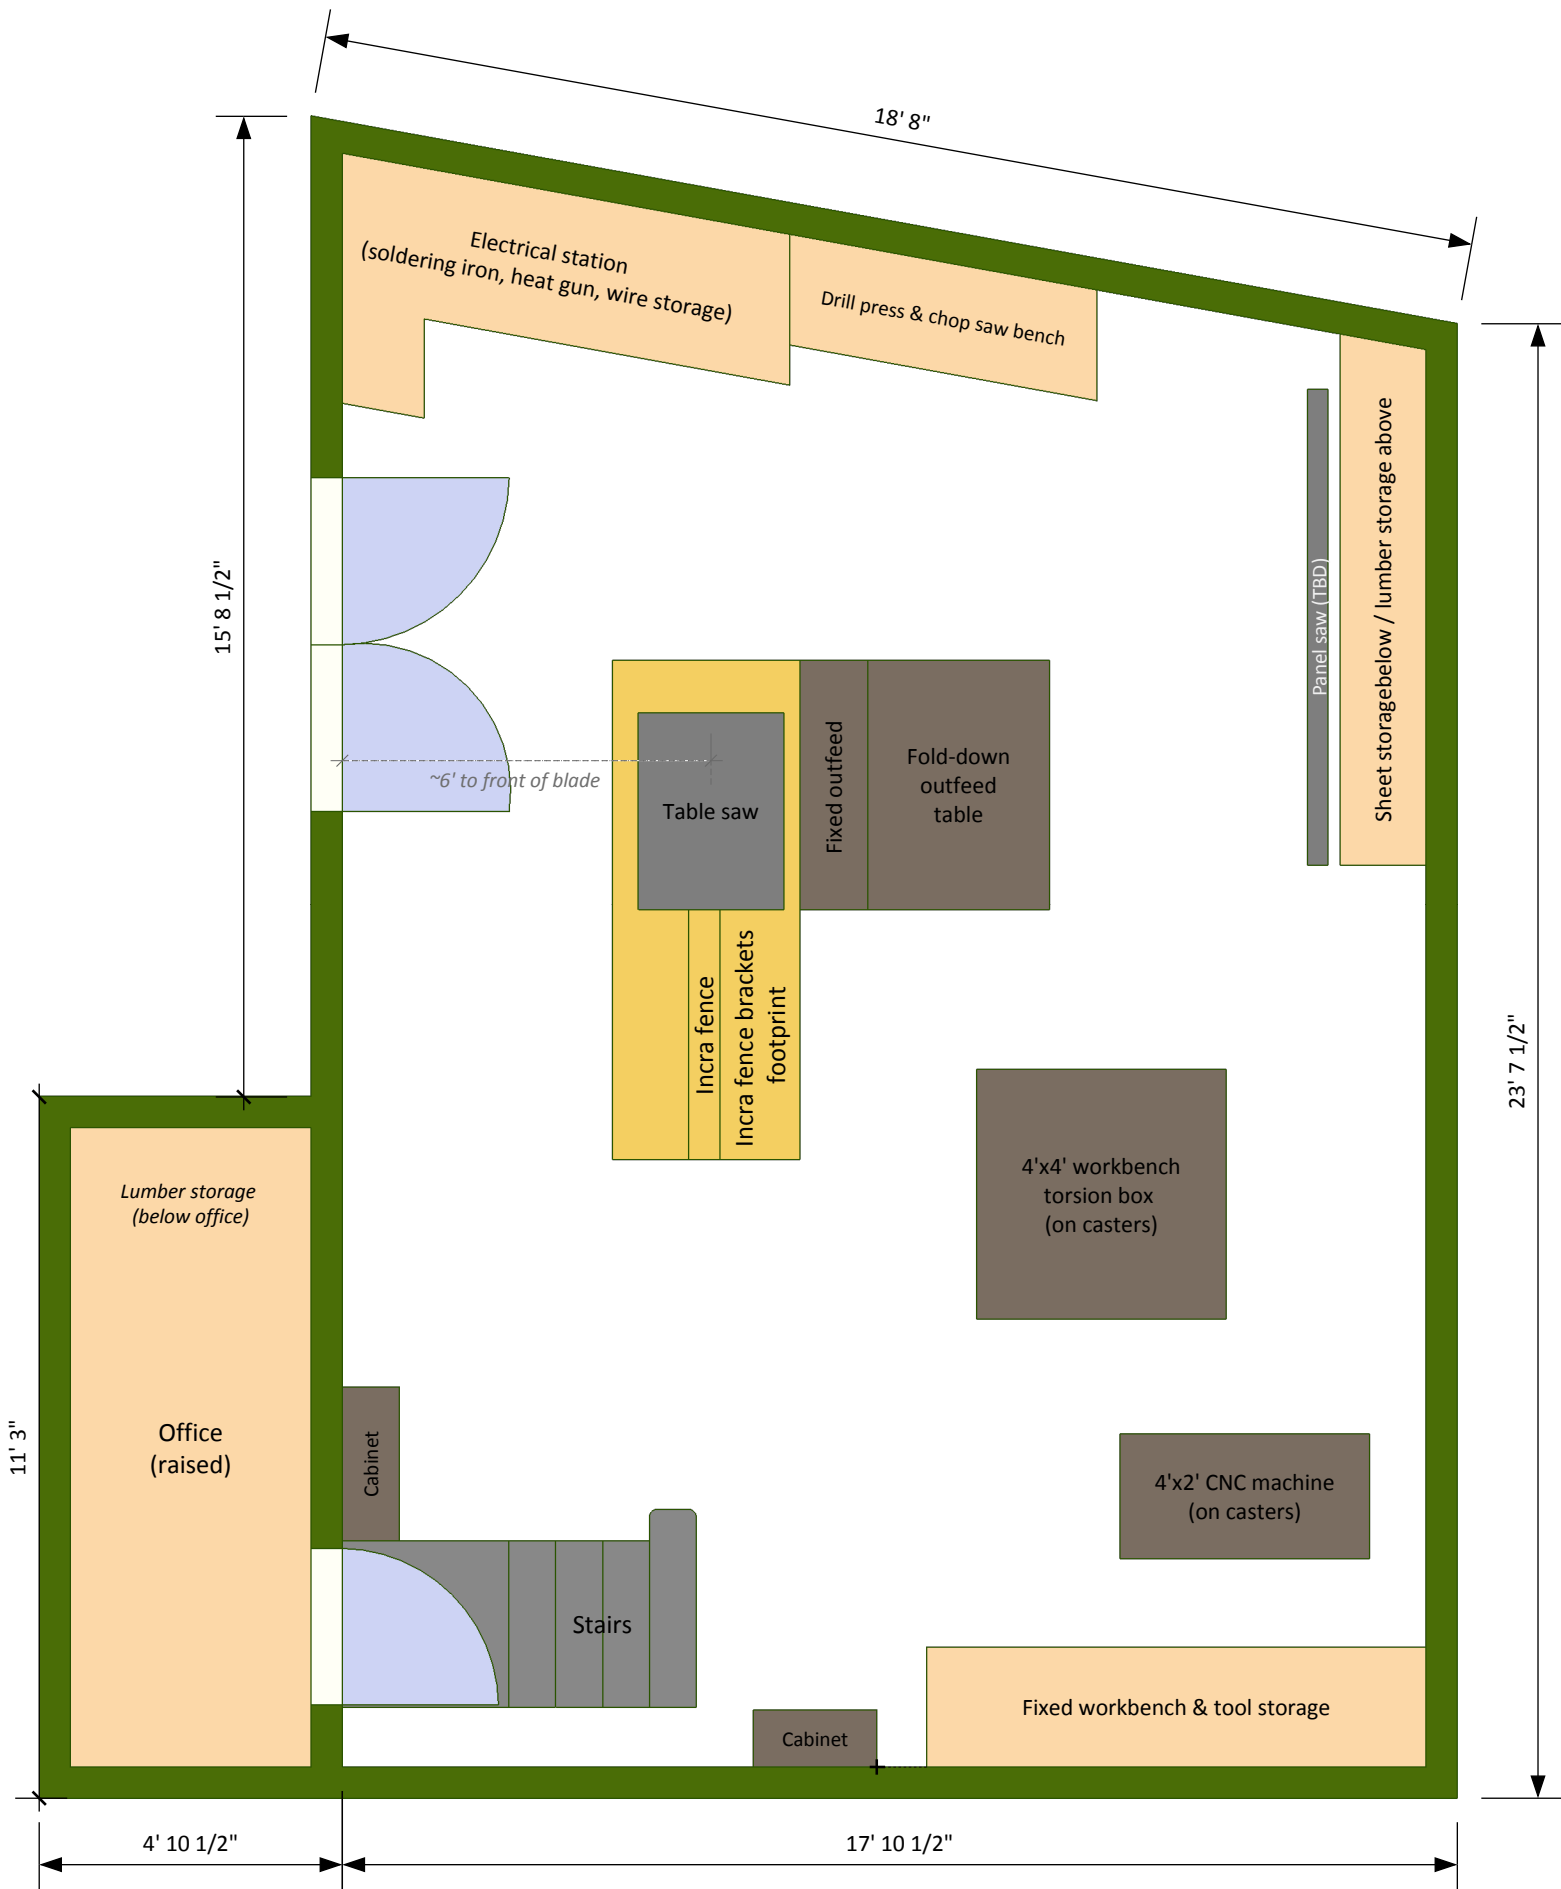 18' 8"
Electrical station
(soldering iron, heat gun, wire storage)
Drill press & chop saw bench
15' 8 1/2"
Panel saw (TBD)
Sheet storagebelow / lumber storage above
~6' to front of blade
Table saw
Fixed outfeed
Fold-down
outfeed
table
Incra fence
Incra fence brackets
footprint
23' 7 1/2"
4'x4' workbench
torsion box
(on casters)
Lumber storage
(below office)
11' 3"
Office
(raised)
Cabinet
4'x2' CNC machine
(on casters)
Stairs
Fixed workbench & tool storage
Cabinet
4' 10 1/2"
17' 10 1/2"